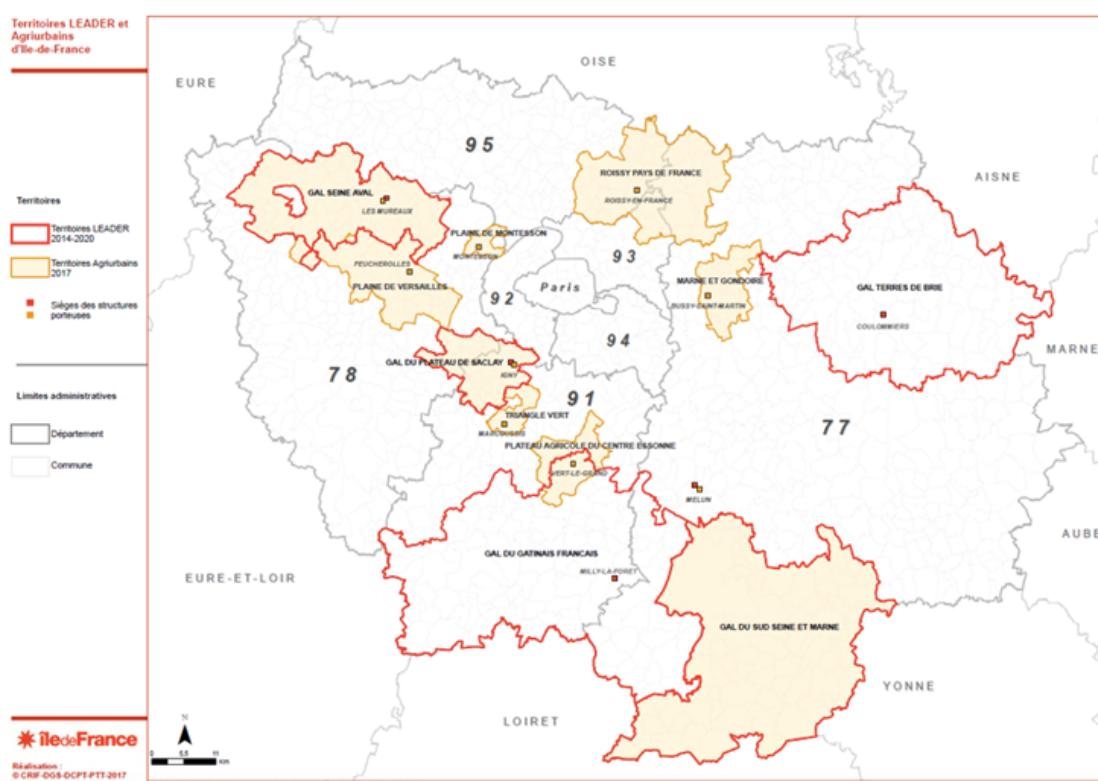 Territoires LEADER et
Agriurbains
d'Ile-de-France
Territoires
Territoires LEADER
2014-2020
Territoires Agriurbains
2017
Sièges des structures
porteuses
Limites administratives
Département
Commune
île de France
Réalisation :
© CRIF-DGS-DCPT-PTT-2017
OISE
EURE
95
ROISSY PAYS DE FRANCE
AISNE
GAL SEINE AVAL
ROISSY-EN-FRANCE
LES MUREAUX
PLAINE DE MONTESSON
MONTESSON
93
FEUCHEROLLES
MARNE ET GONDOIRE
PLAINE DE VERSAILLES
Paris
GAL TERRES DE BRIE
92
BUSSY-SAINT-MARTIN
COULOMMIERS
94
MARNE
GAL DU PLATEAU DE SACLAY
IGNY
78
91
TRIANGLE VERT
77
MARCOUSSIS
PLATEAU AGRICOLE DU CENTRE ESSONNE
VERT-LE-GRAND
MELUN
AUBE
GAL DU GATINAIS FRANCAIS
EURE-ET-LOIR
MILLY-LA-FORET
GAL DU SUD SEINE ET MARNE
YONNE
LOIRET
N
0 5,5 11
Km